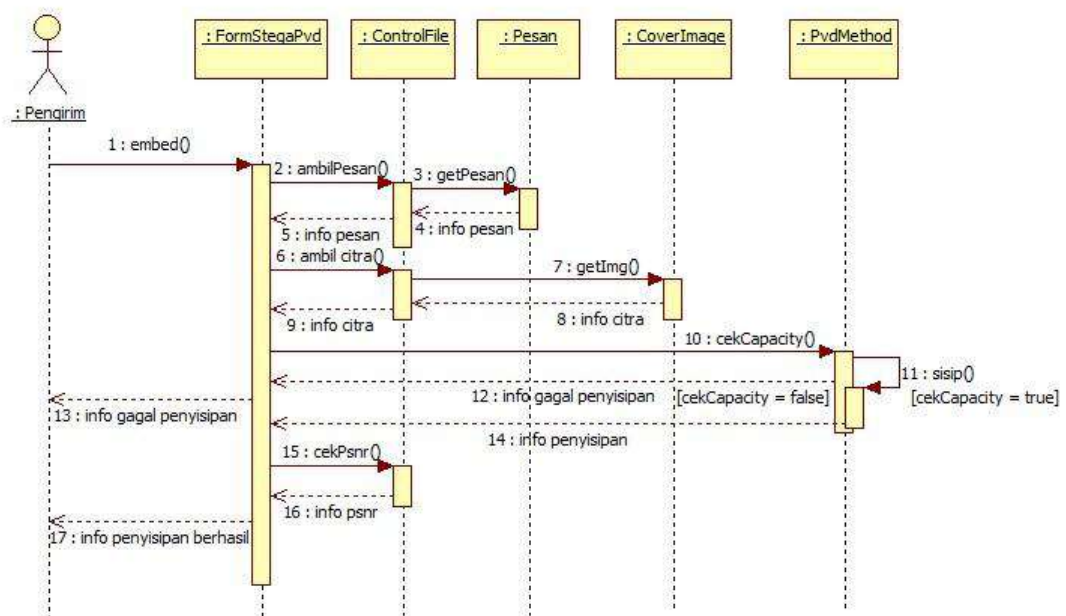 : FormStegaPvd
: ControlFile
: Pesan
: CoverImage
: PvdMethod
: Pengirim
1 : embed()
2 : ambilPesan()
3 : getPesan()
4 : info pesan
5 : info pesan
6 : ambil citra()
7 : getImg()
8 : info citra
9 : info citra
10 : cekCapacity()
11 : sisip()
12 : info gagal penyisipan
[cekCapacity = false]
[cekCapacity = true]
13 : info gagal penyisipan
14 : info penyisipan
15 : cekPsnr()
16 : info psnr
17 : info penyisipan berhasil